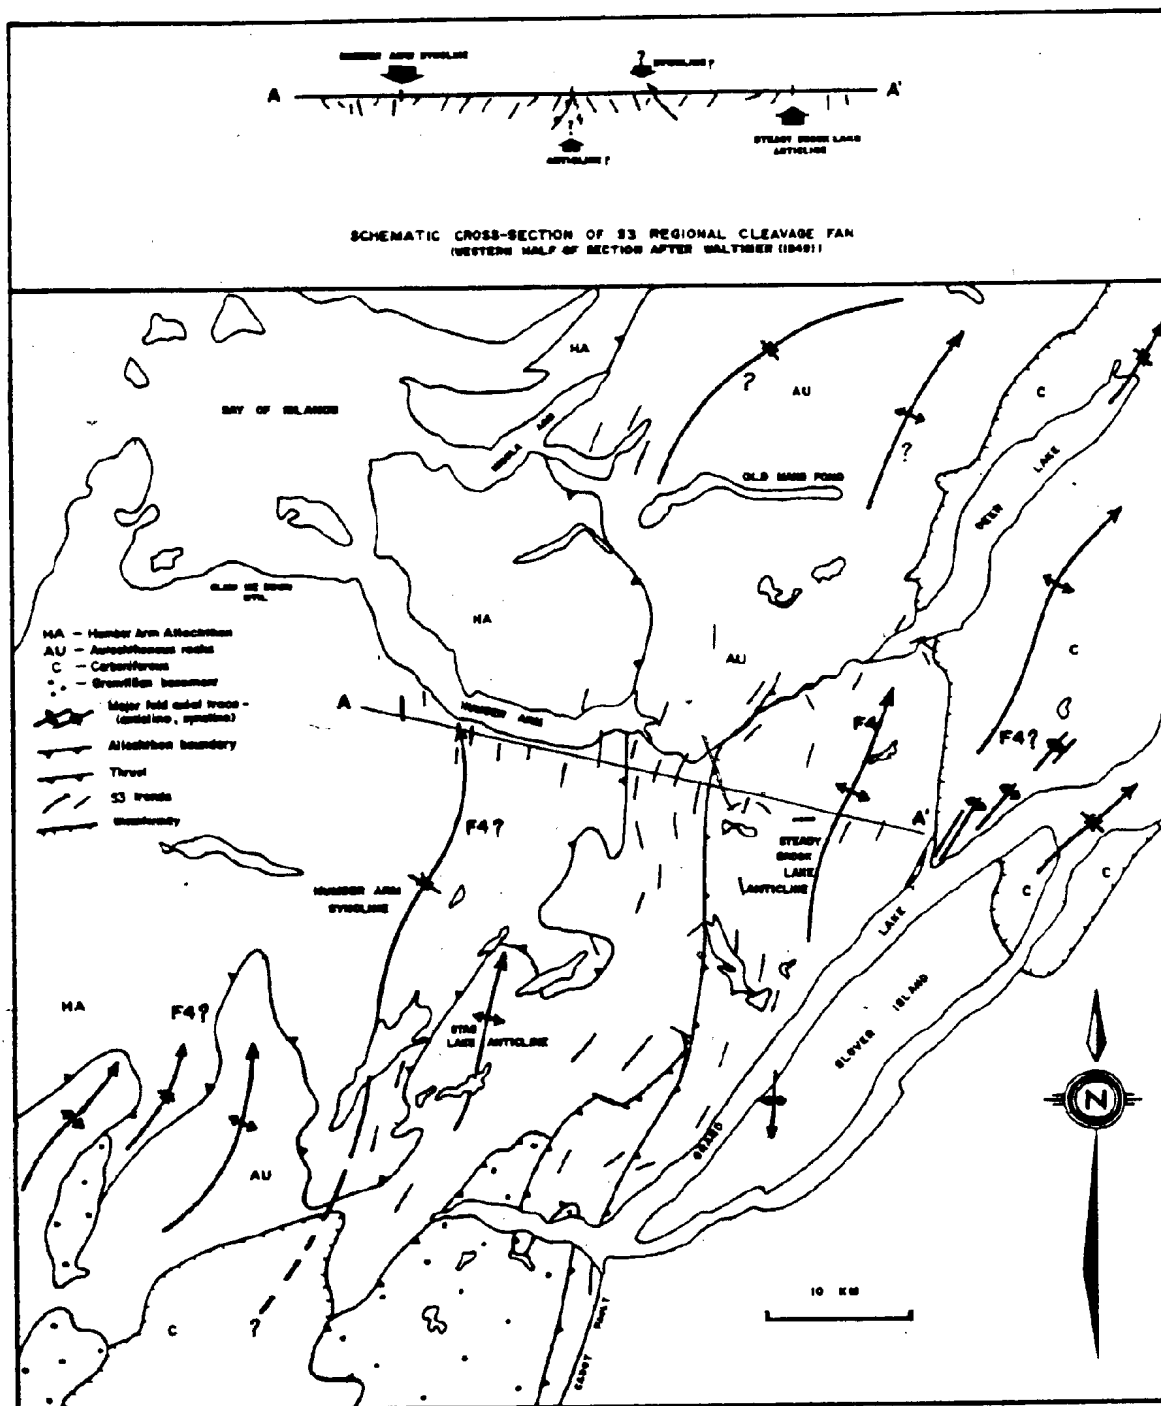 HUMBER ARM SYNCLINE
?
SYNCLINE?
A
A'
?
ANTICLINE?
STEADY BROOK LAKE
ANTICLINE
SCHEMATIC CROSS-SECTION OF S3 REGIONAL CLEAVAGE FAN
(WESTERN HALF OF SECTION AFTER WALTHIER (1949))
HA
?
AU
C
BAY OF ISLANDS
ARM
?
DEER
LAKE
OLD MANS POND
HA
AU
C
HA - Humber Arm Allochthon
AU - Autochthonous rocks
C - Carboniferous
- Grenvillian basement
Major fold axial trace -
(anticline, syncline)
Allochthon boundary
Thrust
S3 trends
Unconformity
A
HUMBER ARM
F4
F4?
F4?
A'
STEADY
BROOK
LAKE
ANTICLINE
HUMBER ARM
SYNCLINE
C
C
GRAND
LAKE
GLOVER ISLAND
HA
F4?
STAG
LAKE ANTICLINE
AU
C
?
N
10 KM
CABOT FAULT